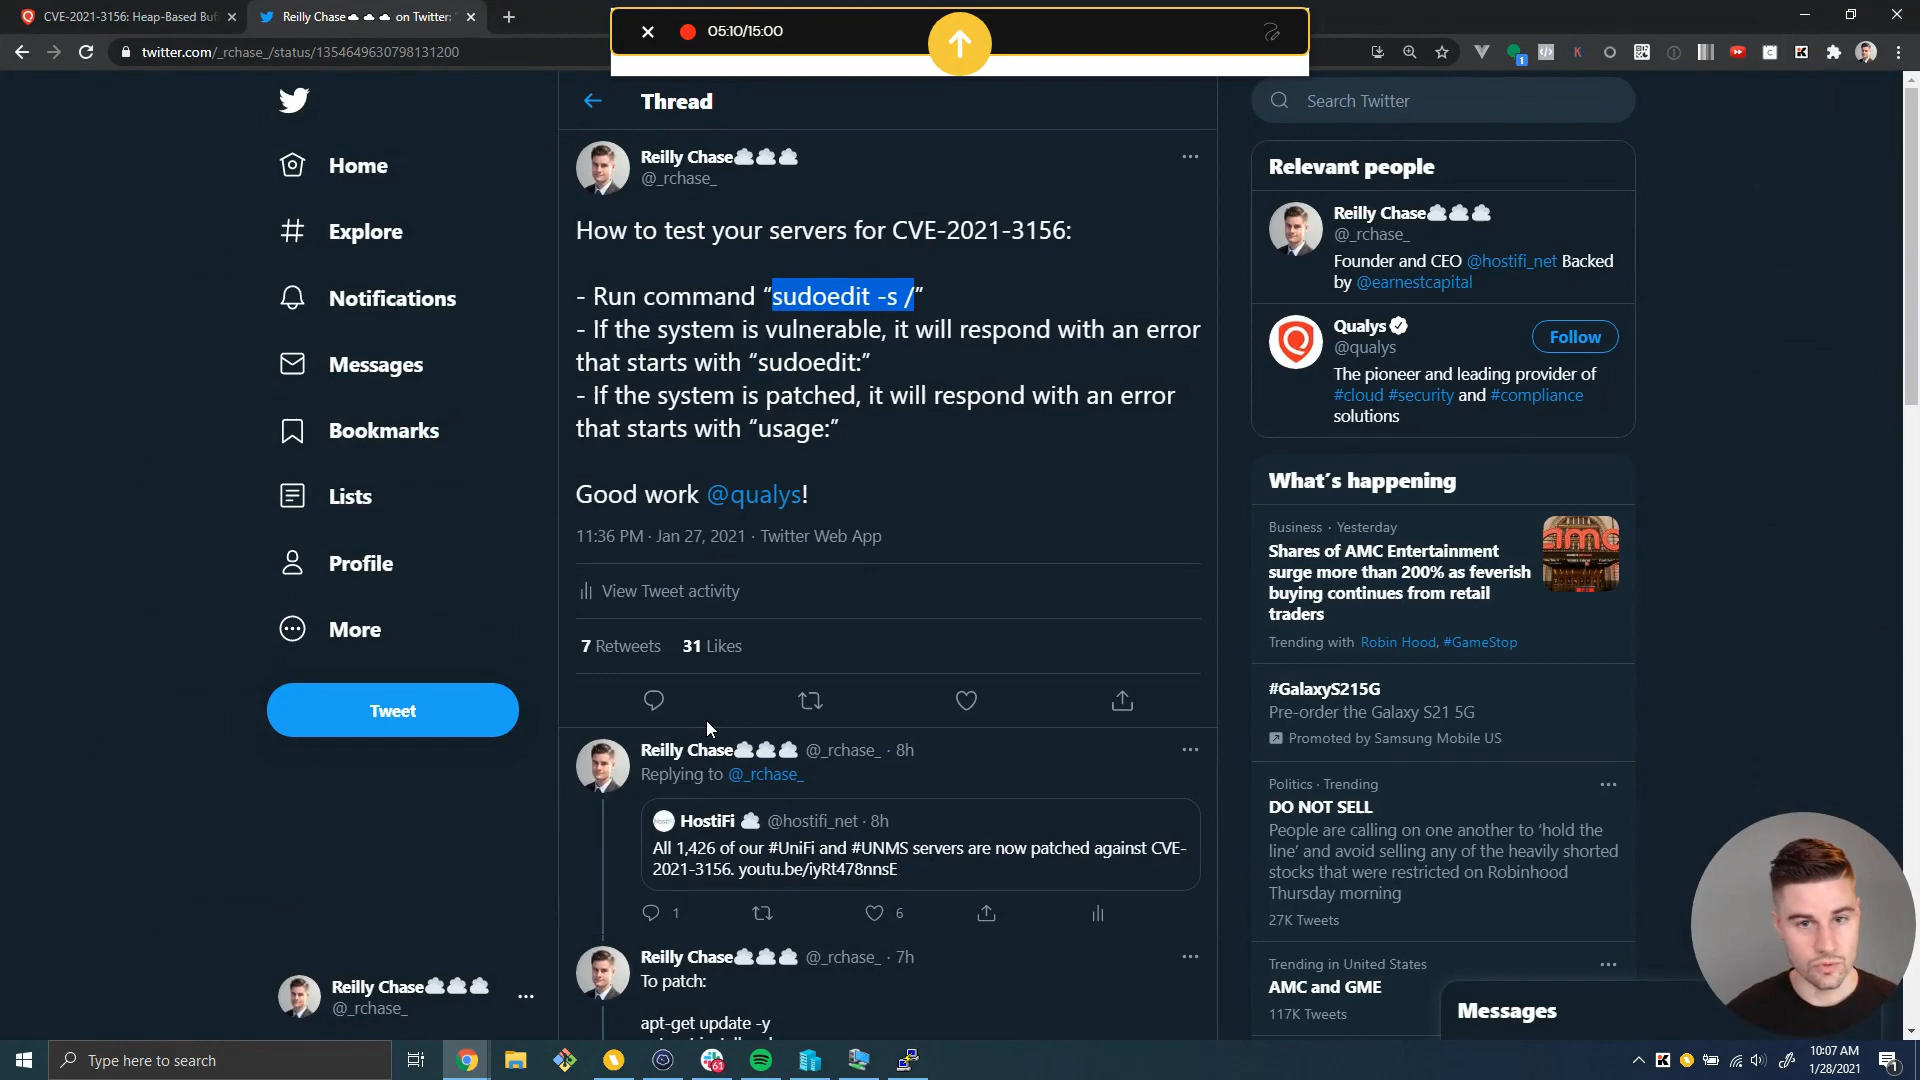 CVE-2021-3156: Heap-Based Buf
Reilly Chase on Twitter:
05:10/15:00
twitter.com/_rchase_/status/1354649630798131200
Thread
Search Twitter
Home
Explore
Notifications
Messages
Bookmarks
Lists
Profile
More
Tweet
Reilly Chase
@_rchase_
Reilly Chase
@_rchase_
How to test your servers for CVE-2021-3156:
- Run command “sudoedit -s /”
- If the system is vulnerable, it will respond with an error
that starts with “sudoedit:”
- If the system is patched, it will respond with an error
that starts with “usage:”
Good work @qualys!
11:36 PM · Jan 27, 2021 · Twitter Web App
View Tweet activity
7 Retweets 31 Likes
Reilly Chase @_rchase_ · 8h
Replying to @_rchase_
HostiFi @hostifi_net · 8h
All 1,426 of our #UniFi and #UNMS servers are now patched against CVE-
2021-3156. youtu.be/iyRt478nnsE
1 6
Reilly Chase @_rchase_ · 7h
To patch:
apt-get update -y
Relevant people
Reilly Chase
@_rchase_
Founder and CEO @hostifi_net Backed
by @earnestcapital
Qualys
@qualys
Follow
The pioneer and leading provider of
#cloud #security and #compliance
solutions
What's happening
Business · Yesterday
Shares of AMC Entertainment
surge more than 200% as feverish
buying continues from retail
traders
Trending with Robin Hood, #GameStop
#GalaxyS215G
Pre-order the Galaxy S21 5G
Promoted by Samsung Mobile US
Politics · Trending
DO NOT SELL
People are calling on one another to ‘hold the
line’ and avoid selling any of the heavily shorted
stocks that were restricted on Robinhood
Thursday morning
27K Tweets
Trending in United States
AMC and GME
117K Tweets
Messages
Type here to search
61
10:07 AM
1/28/2021
1